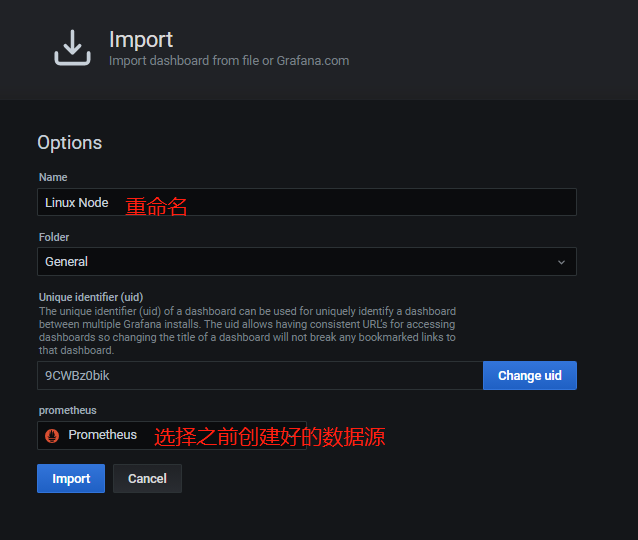 Import
Import dashboard from file or Grafana.com
Options
Name
Linux Node 重命名
Folder
General
Unique identifier (uid)
The unique identifier (uid) of a dashboard can be used for uniquely identify a dashboard
between multiple Grafana installs. The uid allows having consistent URL's for accessing
dashboards so changing the title of a dashboard will not break any bookmarked links to
that dashboard.
9CWBz0bik Change uid
prometheus
Prometheus 选择之前创建好的数据源
Import Cancel